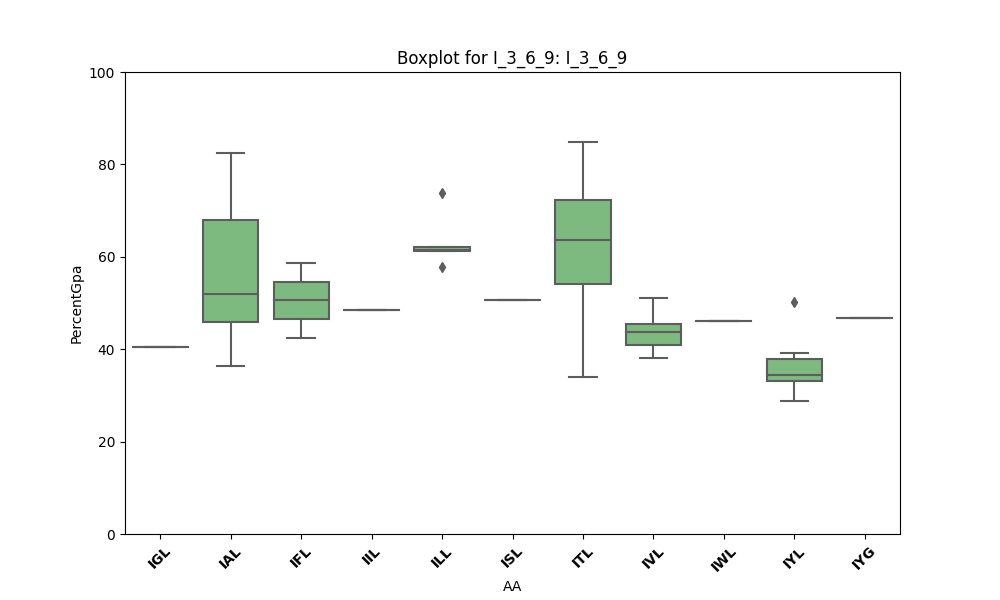 Boxplot for I_3_6_9: I_3_6_9
PercentGpa
100
80
60
40
20
0
IGL IAL IFL IIL ILL ISL ITL IVL IWL IYL IYG
AA